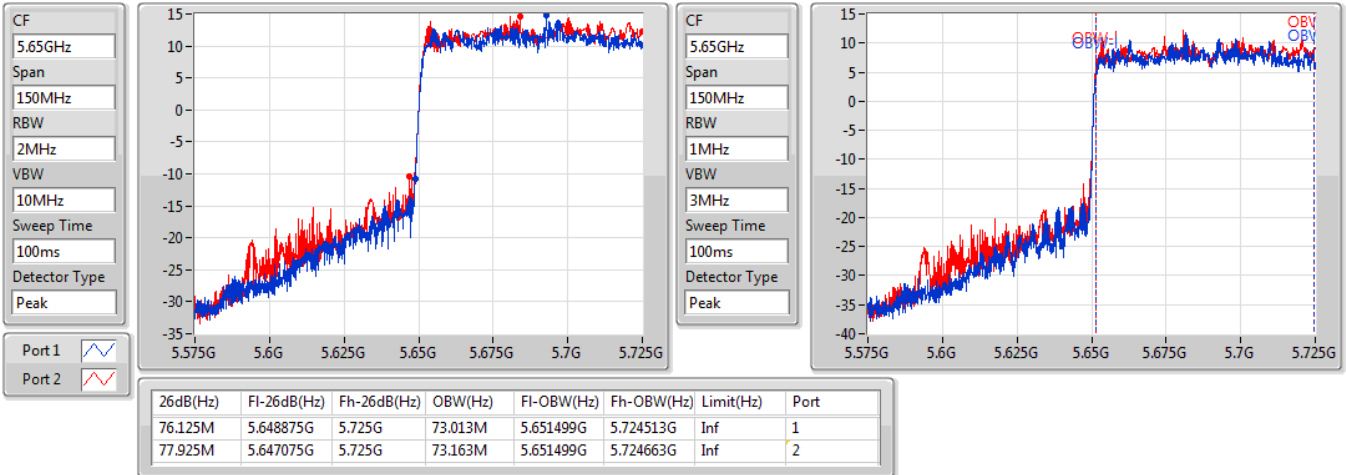 CF
5.65GHz
Span
150MHz
RBW
2MHz
VBW
10MHz
Sweep Time
100ms
Detector Type
Peak
Port 1
Port 2
15
10
5
0
-5
-10
-15
-20
-25
-30
-35
5.575G 5.6G 5.625G 5.65G 5.675G 5.7G 5.725G
CF
5.65GHz
Span
150MHz
RBW
1MHz
VBW
3MHz
Sweep Time
100ms
Detector Type
Peak
15
10
5
0
-5
-10
-15
-20
-25
-30
-35
-40
OBW-l
OBW-l
OBV
OBV
5.575G 5.6G 5.625G 5.65G 5.675G 5.7G 5.725G
26dB(Hz) Fl-26dB(Hz) Fh-26dB(Hz) OBW(Hz) Fl-OBW(Hz) Fh-OBW(Hz) Limit(Hz) Port
76.125M 5.648875G 5.725G 73.013M 5.651499G 5.724513G Inf 1
77.925M 5.647075G 5.725G 73.163M 5.651499G 5.724663G Inf 2